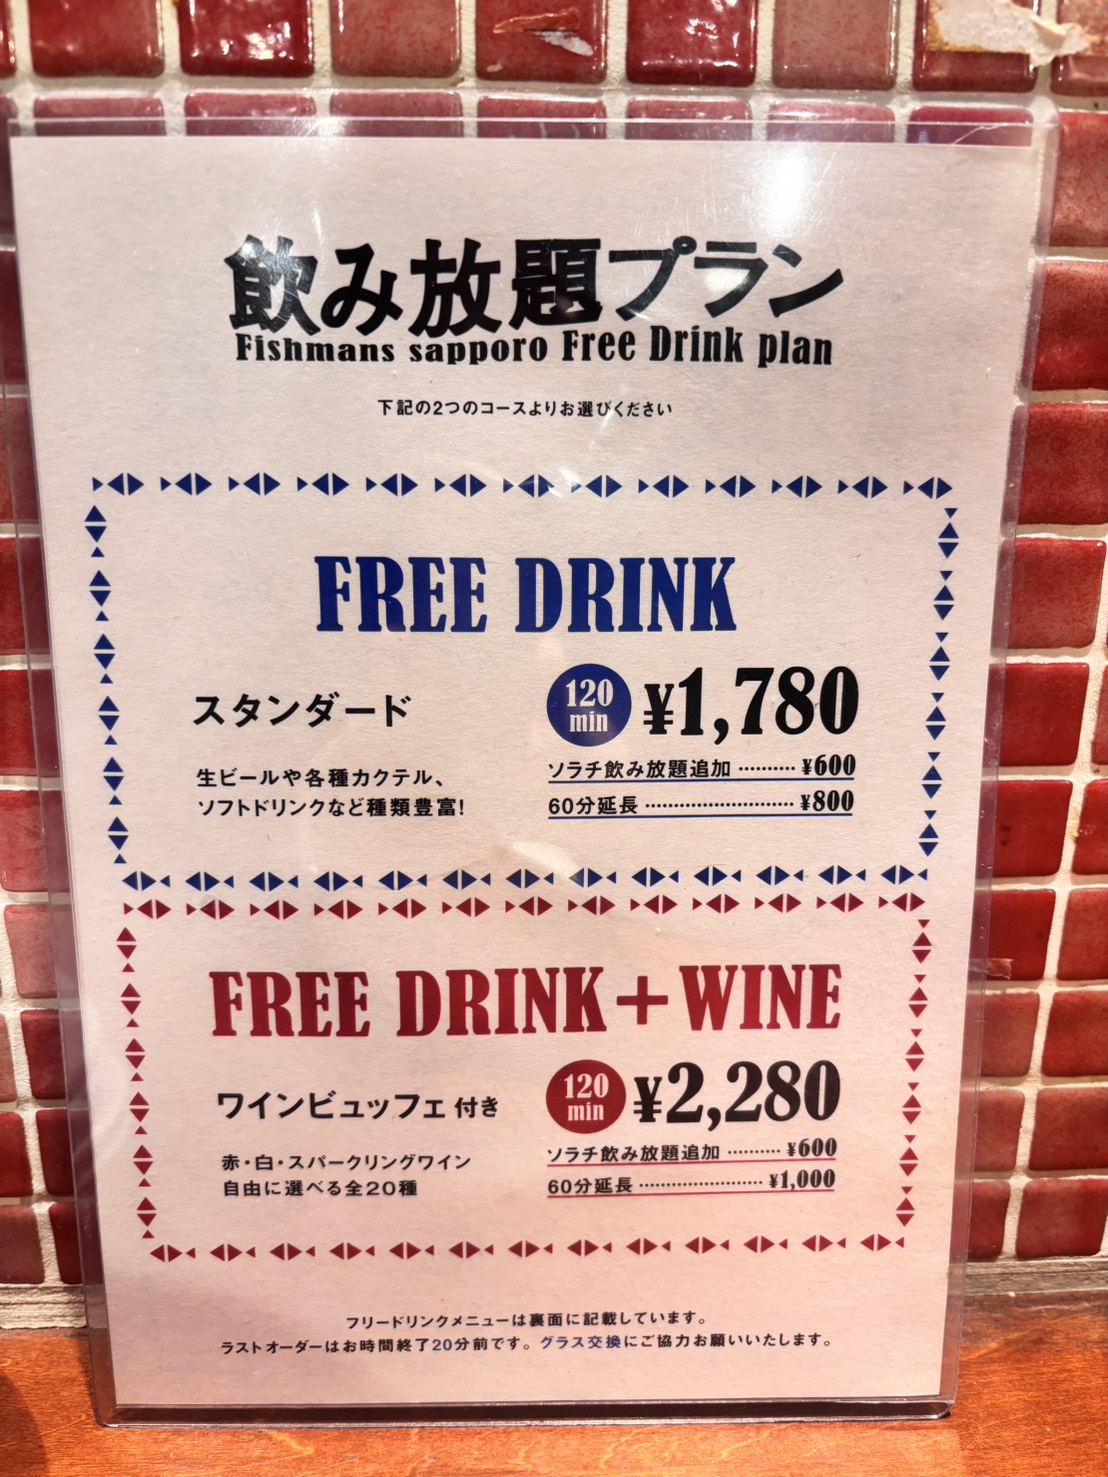 飲み放題プラン
Fishmans sapporo Free Drink plan
下記の2つのコースよりお選びください
FREE DRINK
スタンダード
120 min ¥1,780
生ビールや各種カクテル、
ソフトドリンクなど種類豊富!
ソラチ飲み放題追加 ·········· ¥600
60分延長 ·························· ¥800
FREE DRINK+WINE
ワインビュッフェ 付き
120 min ¥2,280
赤・白・スパークリングワイン
自由に選べる全20種
ソラチ飲み放題追加 ·········· ¥600
60分延長 ······················ ¥1,000
フリードリンクメニューは裏面に記載しています。
ラストオーダーはお時間終了20分前です。グラス交換にご協力お願いいたします。